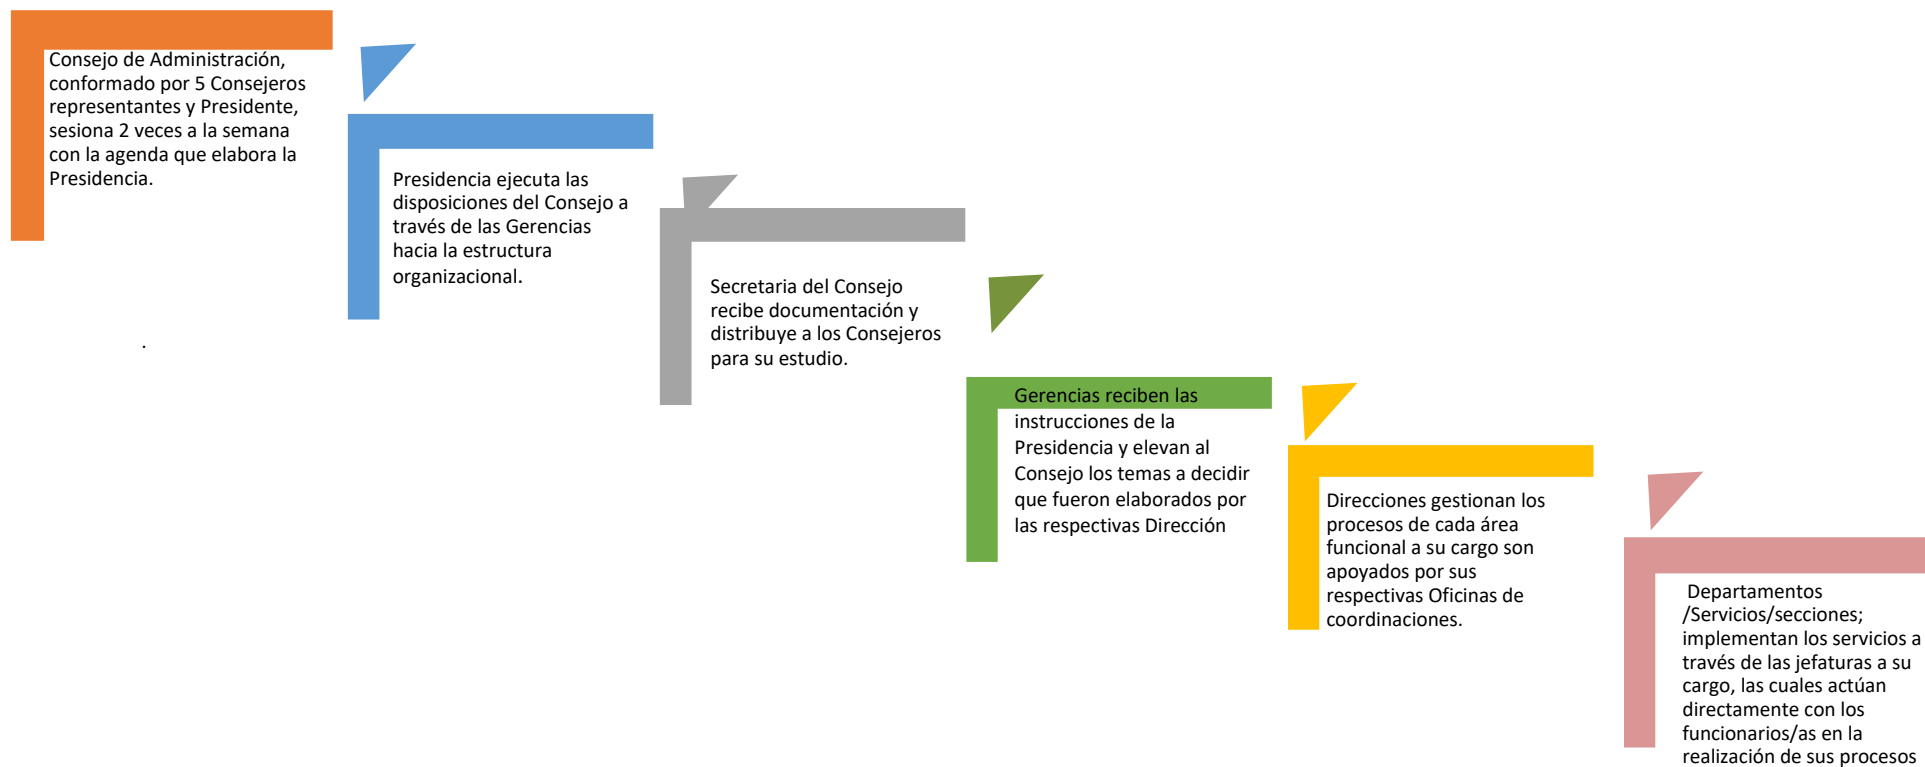 Consejo de Administración,
conformado por 5 Consejeros
representantes y Presidente,
sesiona 2 veces a la semana
con la agenda que elabora la
Presidencia.
Presidencia ejecuta las
disposiciones del Consejo a
través de las Gerencias
hacia la estructura
organizacional.
.
Secretaria del Consejo
recibe documentación y
distribuye a los Consejeros
para su estudio.
Gerencias reciben las
instrucciones de la
Presidencia y elevan al
Consejo los temas a decidir
que fueron elaborados por
las respectivas Dirección
Direcciones gestionan los
procesos de cada área
funcional a su cargo son
apoyados por sus
respectivas Oficinas de
coordinaciones.
Departamentos
/Servicios/secciones;
implementan los servicios a
través de las jefaturas a su
cargo, las cuales actúan
directamente con los
funcionarios/as en la
realización de sus procesos